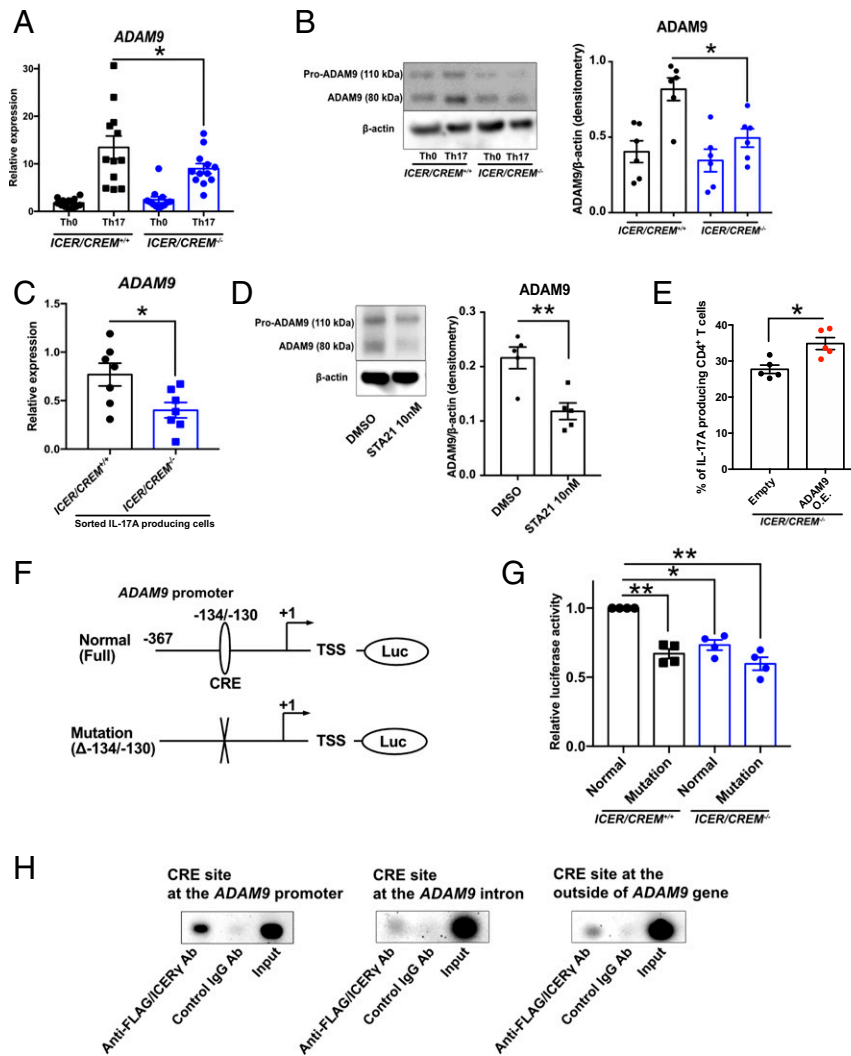 A
ADAM9
*
Relative expression
30
20
10
0
Th0
Th17
Th0
Th17
ICER/CREM+/+
ICER/CREM-/-
B
Pro-ADAM9 (110 kDa)
ADAM9 (80 kDa)
β-actin
Th0 Th17 Th0 Th17
ICER/CREM+/+ ICER/CREM-/-
ADAM9
*
ADAM9/β-actin (densitometry)
1.0
0.5
0.0
ICER/CREM+/+
ICER/CREM-/-
C
ADAM9
*
Relative expression
1.5
1.0
0.5
0.0
ICER/CREM+/+
ICER/CREM-/-
Sorted IL-17A producing cells
D
Pro-ADAM9 (110 kDa)
ADAM9 (80 kDa)
β-actin
DMSO
STA21 10nM
ADAM9
**
ADAM9/β-actin (densitometry)
0.3
0.2
0.1
0.0
DMSO
STA21 10nM
E
*
% of IL-17A producing CD4+ T cells
40
30
20
10
0
Empty
ADAM9
O.E.
ICER/CREM-/-
F
ADAM9 promoter
-134/-130
+1
-367
Normal
(Full)
TSS
Luc
CRE
+1
Mutation
(Δ-134/-130)
TSS
Luc
G
**
*
**
Relative luciferase activity
1.0
0.5
0.0
Normal
Mutation
Normal
Mutation
ICER/CREM+/+
ICER/CREM-/-
H
CRE site
at the ADAM9 promoter
Anti-FLAG/ICERγ Ab
Control IgG Ab
Input
CRE site
at the ADAM9 intron
Anti-FLAG/ICERγ Ab
Control IgG Ab
Input
CRE site at the
outside of ADAM9 gene
Anti-FLAG/ICERγ Ab
Control IgG Ab
Input